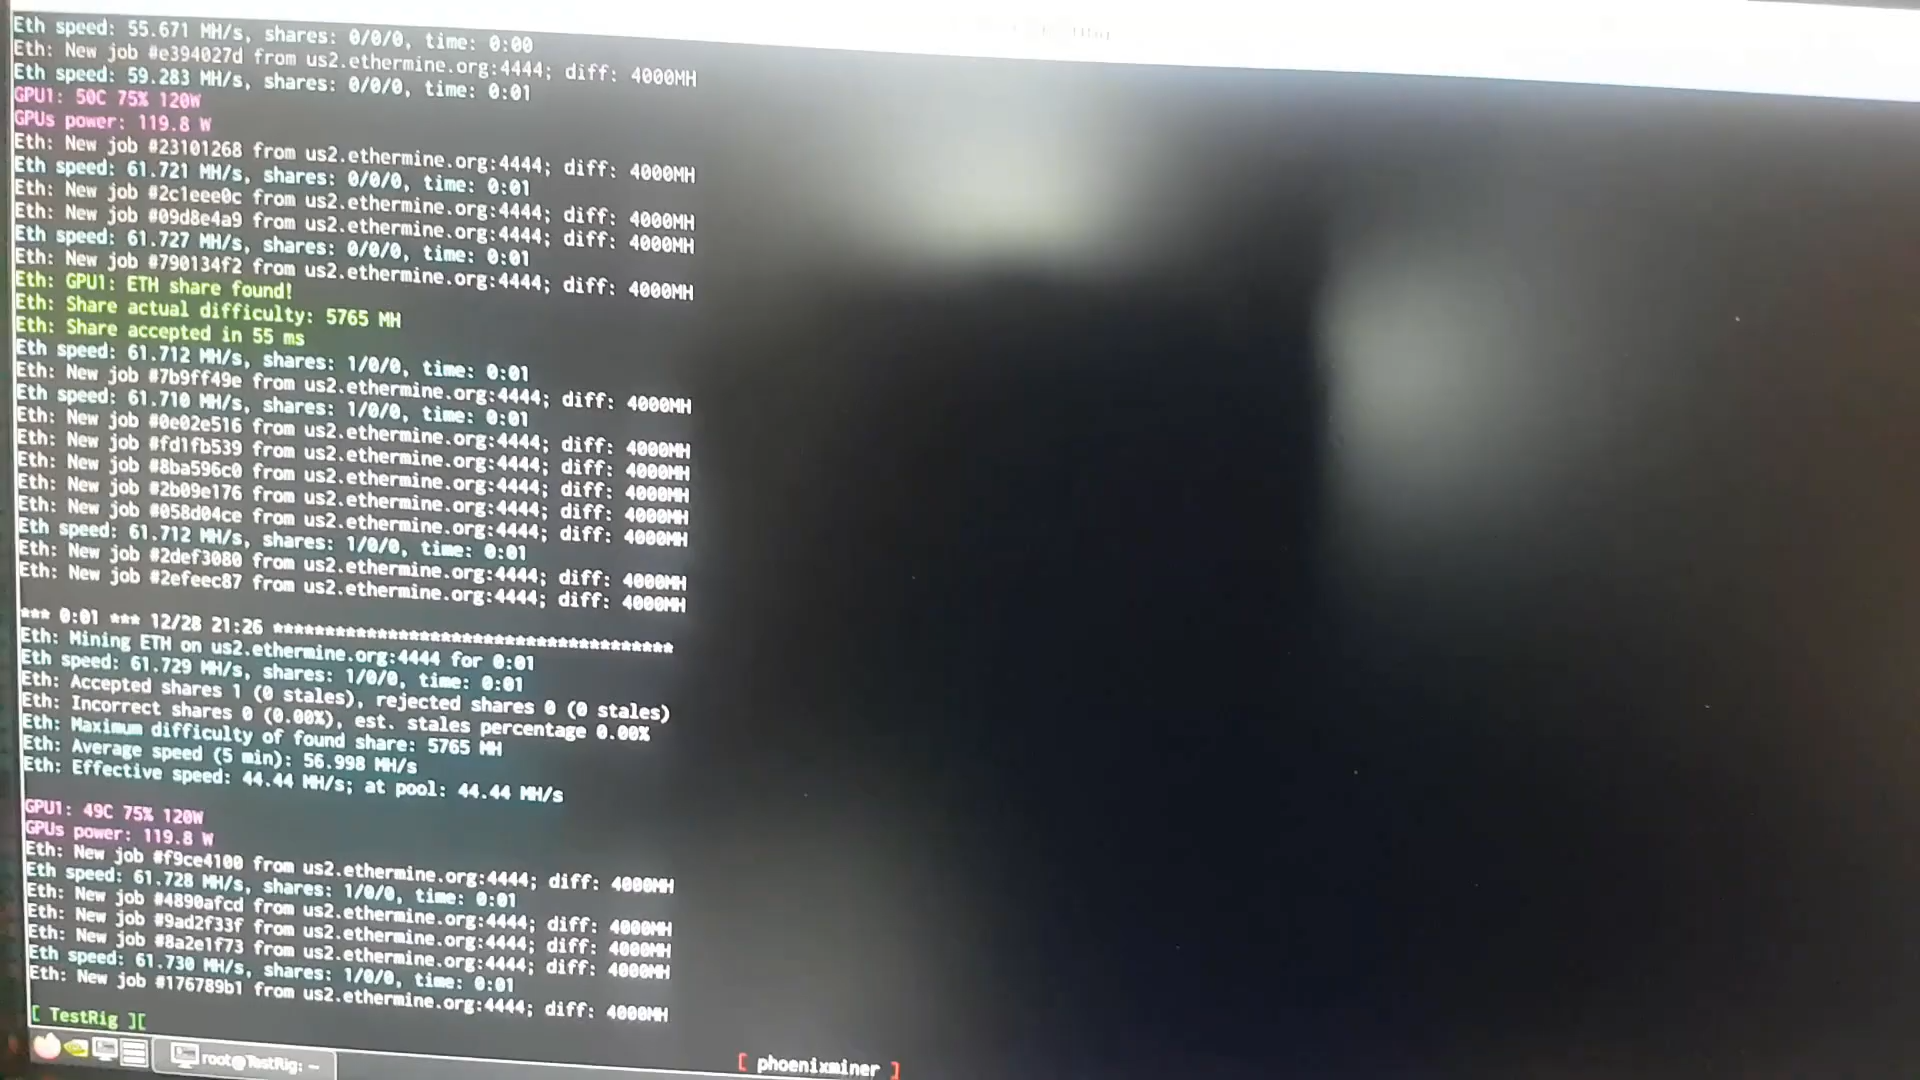 Eth speed: 55.671 MH/s, shares: 0/0/0, time: 0:00
Eth: New job #e394027d from us2.ethermine.org:4444; diff: 4000MH
Eth speed: 59.283 MH/s, shares: 0/0/0, time: 0:01
GPU1: 50C 75% 120W
GPUs power: 119.8 W
Eth: New job #23101268 from us2.ethermine.org:4444; diff: 4000MH
Eth speed: 61.721 MH/s, shares: 0/0/0, time: 0:01
Eth: New job #2c1eee0c from us2.ethermine.org:4444; diff: 4000MH
Eth: New job #09d8e4a9 from us2.ethermine.org:4444; diff: 4000MH
Eth speed: 61.727 MH/s, shares: 0/0/0, time: 0:01
Eth: New job #790134f2 from us2.ethermine.org:4444; diff: 4000MH
Eth: GPU1: ETH share found!
Eth: Share actual difficulty: 5765 MH
Eth: Share accepted in 55 ms
Eth speed: 61.712 MH/s, shares: 1/0/0, time: 0:01
Eth: New job #7b9ff49e from us2.ethermine.org:4444; diff: 4000MH
Eth speed: 61.710 MH/s, shares: 1/0/0, time: 0:01
Eth: New job #0e02e516 from us2.ethermine.org:4444; diff: 4000MH
Eth: New job #fd1fb539 from us2.ethermine.org:4444; diff: 4000MH
Eth: New job #8ba596c0 from us2.ethermine.org:4444; diff: 4000MH
Eth: New job #2b09e176 from us2.ethermine.org:4444; diff: 4000MH
Eth: New job #058d04ce from us2.ethermine.org:4444; diff: 4000MH
Eth speed: 61.712 MH/s, shares: 1/0/0, time: 0:01
Eth: New job #2def3080 from us2.ethermine.org:4444; diff: 4000MH
Eth: New job #2efeec87 from us2.ethermine.org:4444; diff: 4000MH
*** 0:01 *** 12/28 21:26 **************************************
Eth: Mining ETH on us2.ethermine.org:4444 for 0:01
Eth speed: 61.729 MH/s, shares: 1/0/0, time: 0:01
Eth: Accepted shares 1 (0 stales), rejected shares 0 (0 stales)
Eth: Incorrect shares 0 (0.00%), est. stales percentage 0.00%
Eth: Maximum difficulty of found share: 5765 MH
Eth: Average speed (5 min): 56.998 MH/s
Eth: Effective speed: 44.44 MH/s; at pool: 44.44 MH/s
GPU1: 49C 75% 120W
GPUs power: 119.8 W
Eth: New job #f9ce4100 from us2.ethermine.org:4444; diff: 4000MH
Eth speed: 61.728 MH/s, shares: 1/0/0, time: 0:01
Eth: New job #4890afcd from us2.ethermine.org:4444; diff: 4000MH
Eth: New job #9ad2f33f from us2.ethermine.org:4444; diff: 4000MH
Eth: New job #8a2e1f73 from us2.ethermine.org:4444; diff: 4000MH
Eth speed: 61.730 MH/s, shares: 1/0/0, time: 0:01
Eth: New job #176789b1 from us2.ethermine.org:4444; diff: 4000MH
[ TestRig ][
[ phoenixminer ]
root@TestRig: ~